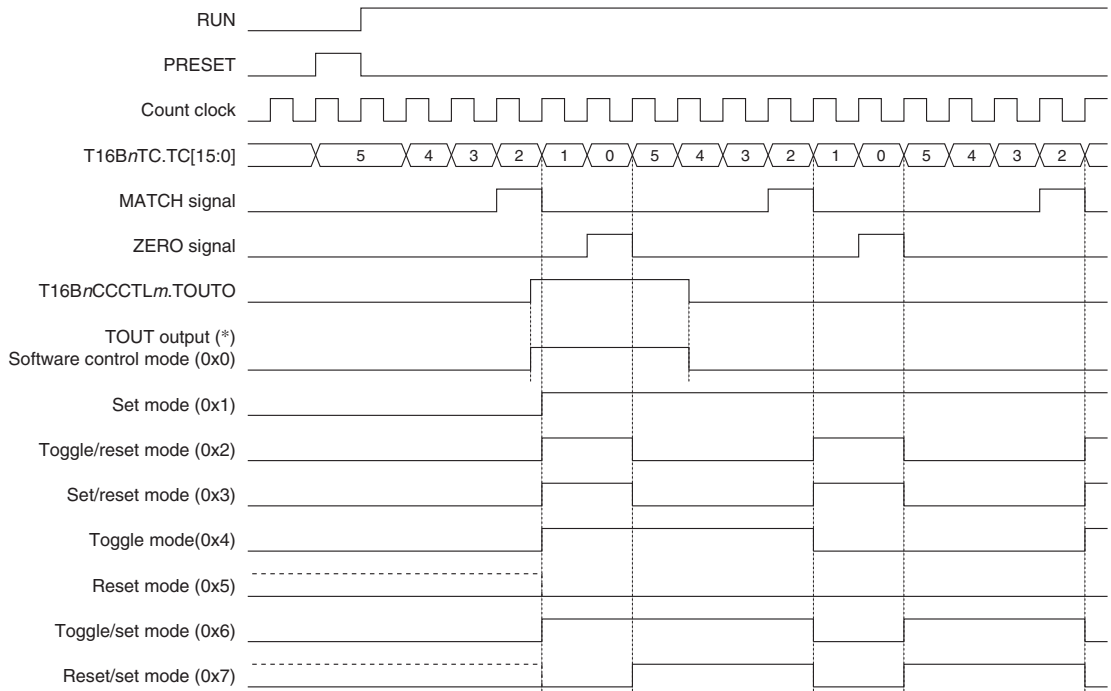 RUN
PRESET
Count clock
T16BnTC.TC[15:0] 5 4 3 2 1 0 5 4 3 2 1 0 5 4 3 2
MATCH signal
ZERO signal
T16BnCCCTLm.TOUTO
TOUT output (*)
Software control mode (0x0)
Set mode (0x1)
Toggle/reset mode (0x2)
Set/reset mode (0x3)
Toggle mode(0x4)
Reset mode (0x5)
Toggle/set mode (0x6)
Reset/set mode (0x7)